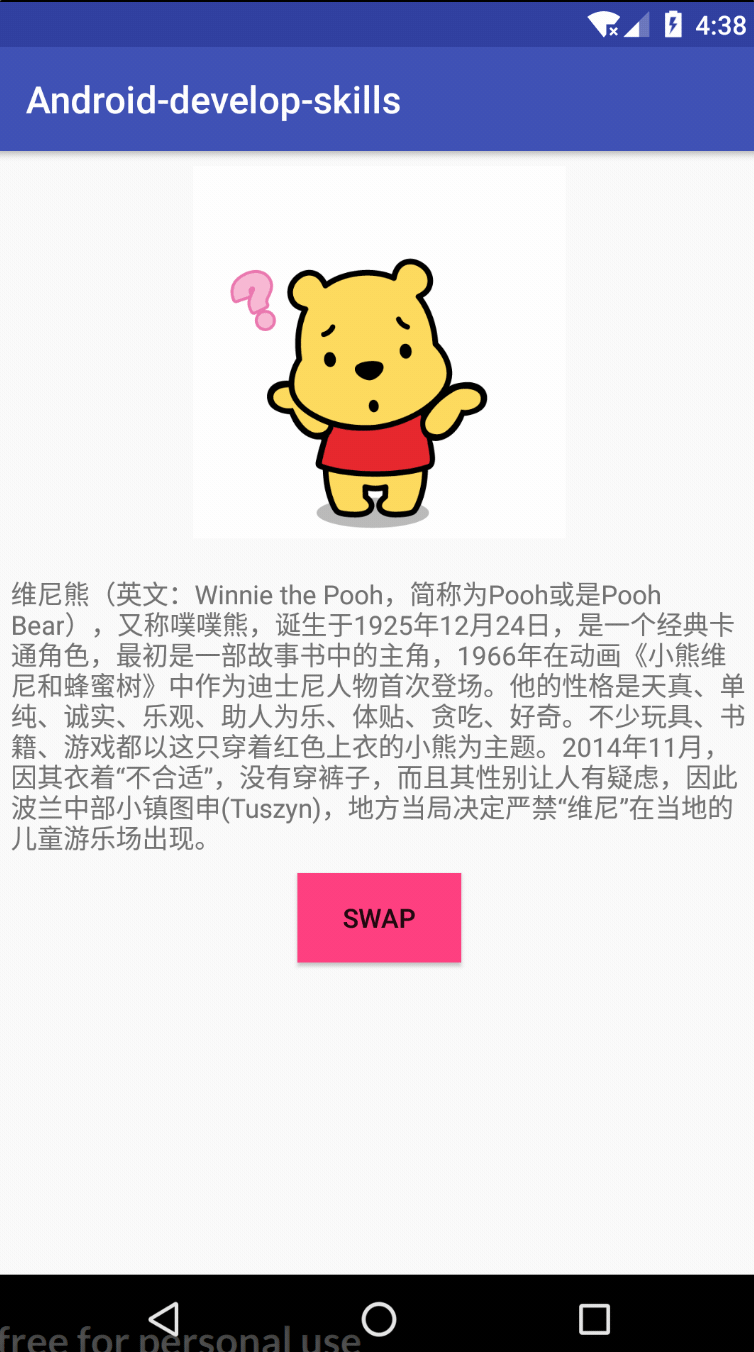 4:38
Android-develop-skills
?
维尼熊（英文：Winnie the Pooh，简称为Pooh或是Pooh
Bear），又称噗噗熊，诞生于1925年12月24日，是一个经典卡
通角色，最初是一部故事书中的主角，1966年在动画《小熊维
尼和蜂蜜树》中作为迪士尼人物首次登场。他的性格是天真、单
纯、诚实、乐观、助人为乐、体贴、贪吃、好奇。不少玩具、书
籍、游戏都以这只穿着红色上衣的小熊为主题。2014年11月，
因其衣着“不合适”，没有穿裤子，而且其性别让人有疑虑，因此
波兰中部小镇图申(Tuszyn)，地方当局决定严禁“维尼”在当地的
儿童游乐场出现。
SWAP
free for personal use